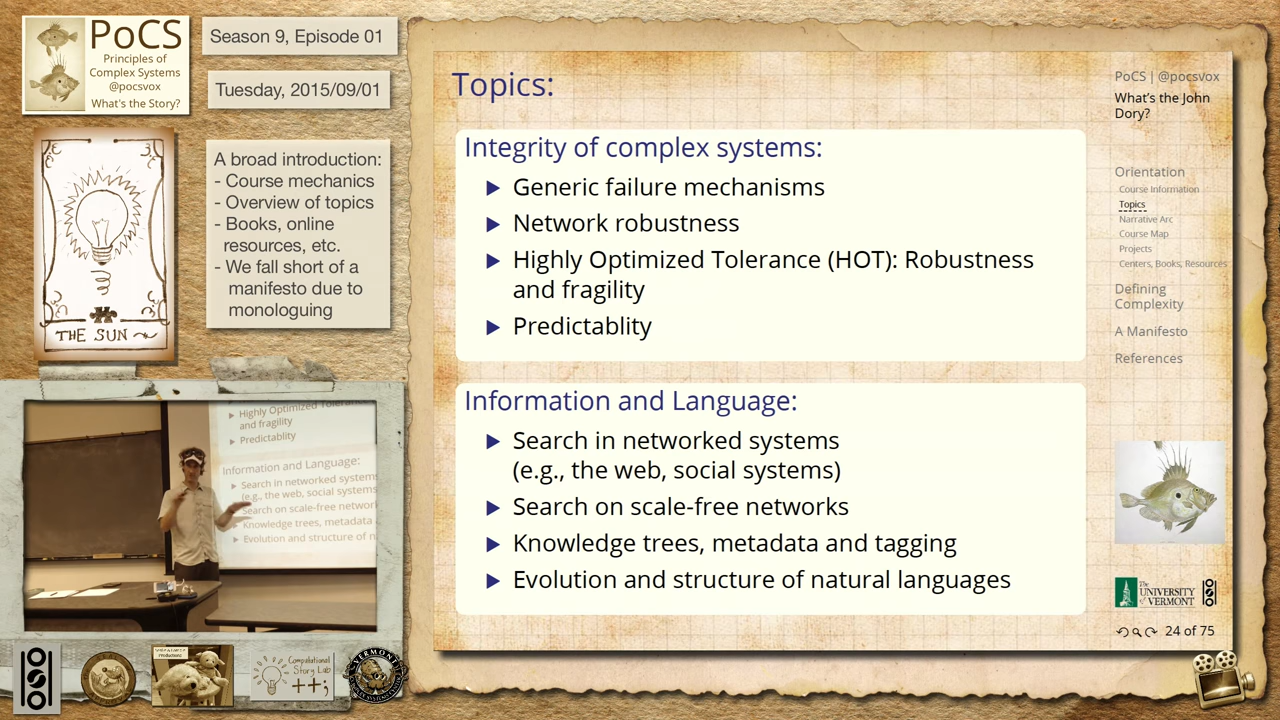 PoCS
Principles of
Complex Systems
@pocsvox
What's the Story?
Season 9, Episode 01
Tuesday, 2015/09/01
THE SUN
A broad introduction:
- Course mechanics
- Overview of topics
- Books, online
resources, etc.
- We fall short of a
manifesto due to
monologuing
Topics:
Integrity of complex systems:
Generic failure mechanisms
Network robustness
Highly Optimized Tolerance (HOT): Robustness
and fragility
Predictablity
Information and Language:
Search in networked systems
(e.g., the web, social systems)
Search on scale-free networks
Knowledge trees, metadata and tagging
Evolution and structure of natural languages
PoCS | @pocsvox
What's the John
Dory?
Orientation
Course Information
Topics
Narrative Arc
Course Map
Projects
Centers, Books, Resources
Defining
Complexity
A Manifesto
References
The
UNIVERSITY
of VERMONT
24 of 75
Highly Optimized Tolerance
and fragility
Predictablity
Information and Language:
Search in networked systems
(e.g., the web, social systems
Search on scale-free network
Knowledge trees, metadata a
Evolution and structure of n
Computational
Story Lab
++;
VERMONT